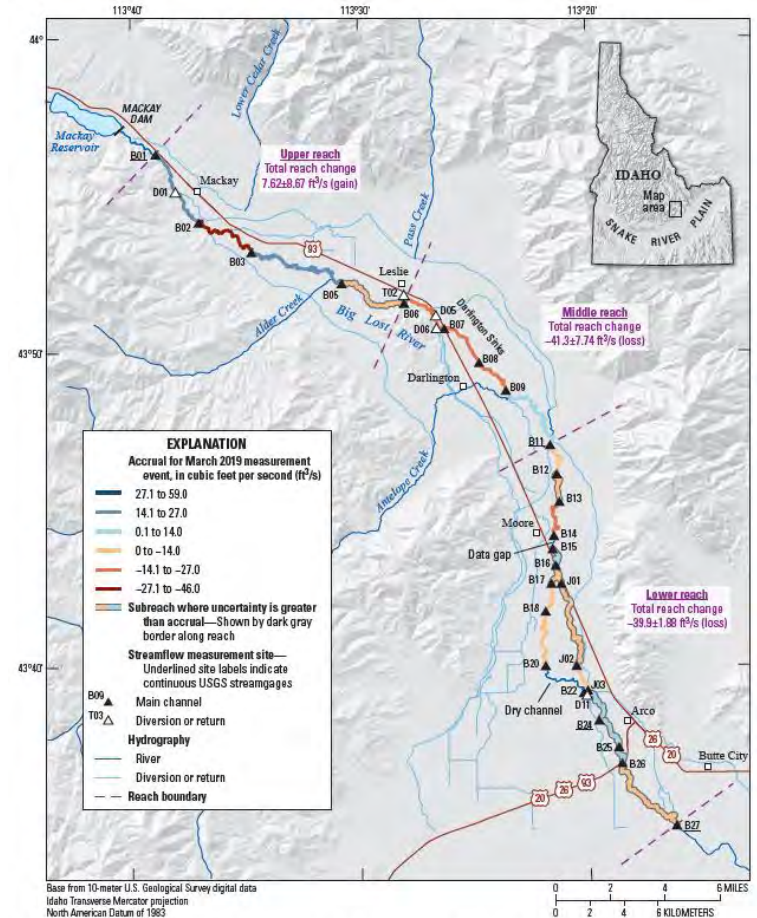 113°40'
113°30'
113°20'
44°
Lower Cedar Creek
MACKAY
DAM
Mackay
Reservoir
B01
Upper reach
Total reach change
7.62±8.67 ft³/s (gain)
IDAHO
Map
area
SNAKE RIVER PLAIN
D01
Mackay
Pass Creek
B02
93
B03
Leslie
T02
B05
B06
D05
D06
B07
Darlington Sinks
Middle reach
Total reach change
–41.3±7.74 ft³/s (loss)
Alder Creek
Big Lost River
43°50'
B08
Darlington
B09
EXPLANATION
Accrual for March 2019 measurement
event, in cubic feet per second (ft³/s)
27.1 to 59.0
14.1 to 27.0
0.1 to 14.0
0 to –14.0
–14.1 to –27.0
–27.1 to –46.0
Subreach where uncertainty is greater
than accrual—Shown by dark gray
border along reach
Streamflow measurement site—
Underlined site labels indicate
continuous USGS streamgages
B09
Main channel
T03
Diversion or return
Hydrography
River
Diversion or return
Reach boundary
Antelope Creek
B11
B12
B13
Moore
B14
Data gap
B15
B16
B17
J01
Lower reach
Total reach change
–39.9±1.88 ft³/s (loss)
B18
43°40'
B20
J02
B22
J03
Dry channel
D11
B24
Arco
B25
26
20
Butte City
B26
20
26
93
B27
Base from 10-meter U.S. Geological Survey digital data
Idaho Transverse Mercator projection
North American Datum of 1983
0 2 4 6 MILES
0 2 4 6 KILOMETERS